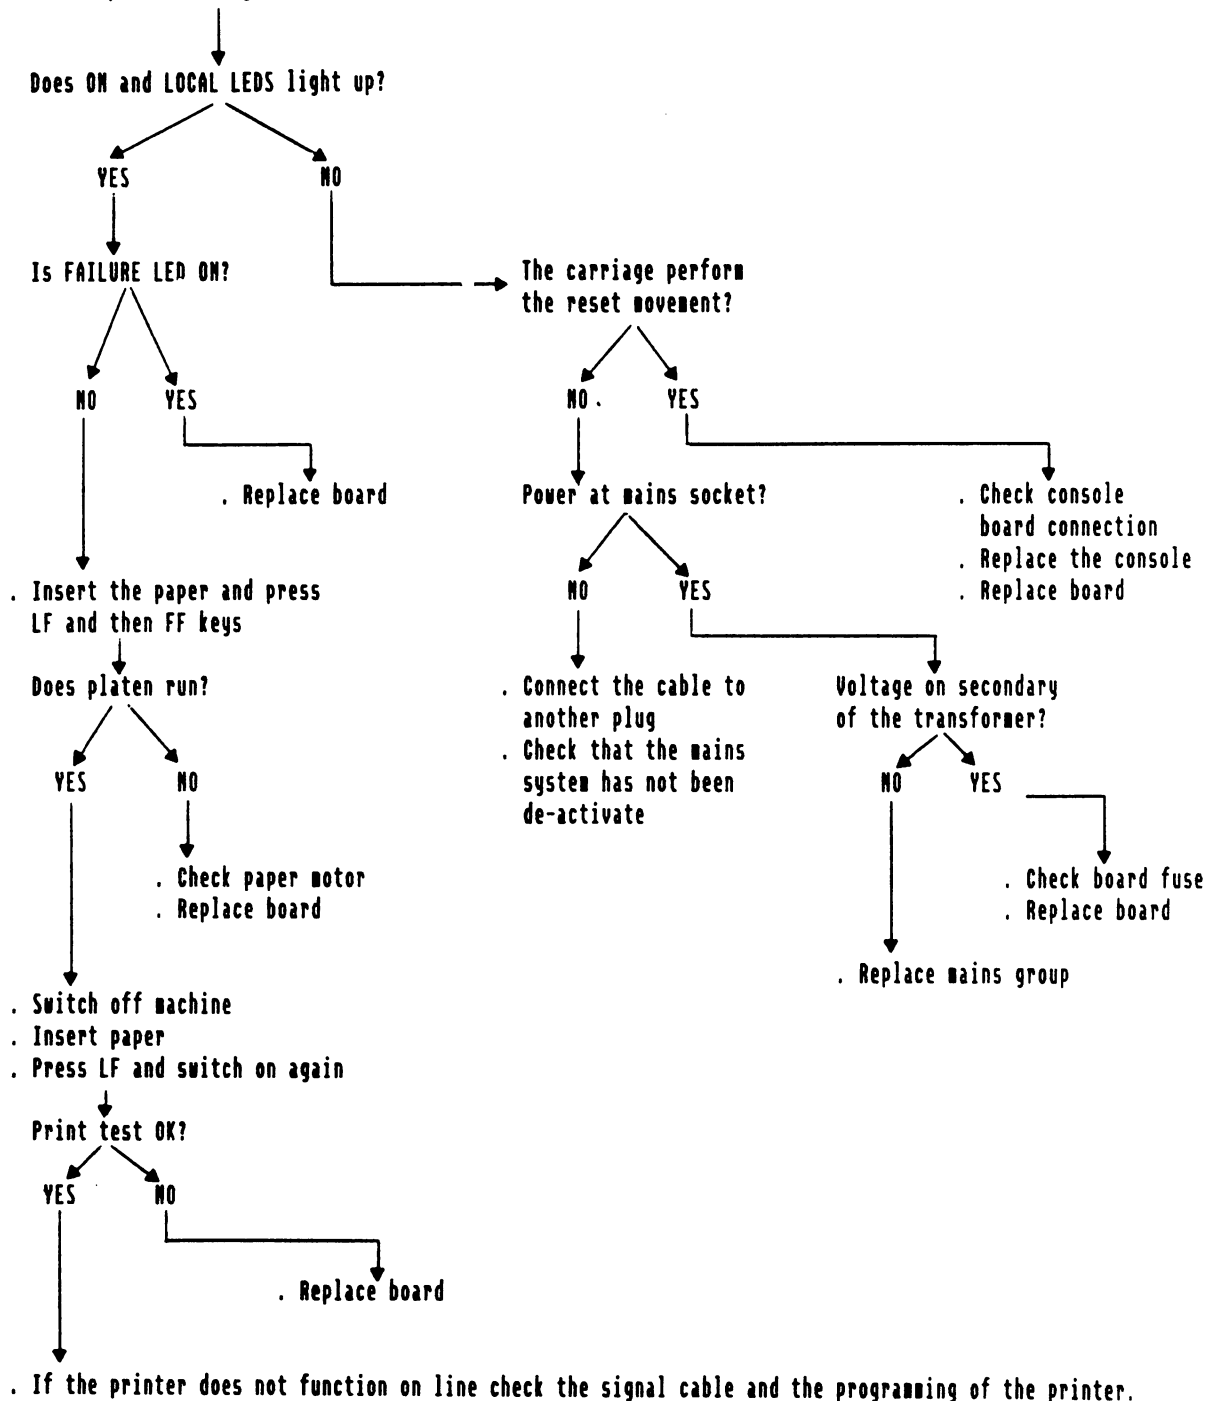 Does ON and LOCAL LEDS light up?
YES
NO
Is FAILURE LED ON?
The carriage perform
the reset movement?
NO
YES
NO.
YES
. Replace board
Power at mains socket?
. Check console
board connection
. Replace the console
. Replace board
. Insert the paper and press
LF and then FF keys
NO
YES
Does platen run?
. Connect the cable to
another plug
. Check that the mains
system has not been
de-activate
Voltage on secondary
of the transformer?
YES
NO
NO
YES
. Check paper motor
. Replace board
. Check board fuse
. Replace board
. Replace mains group
. Switch off machine
. Insert paper
. Press LF and switch on again
Print test OK?
YES
NO
. Replace board
. If the printer does not function on line check the signal cable and the programming of the printer.